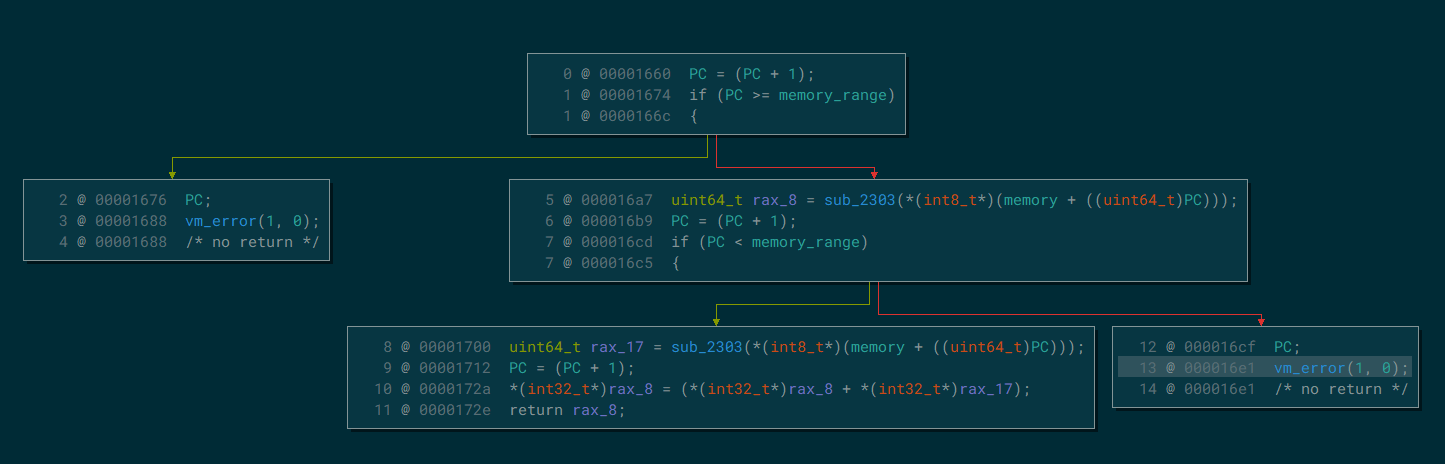 0 @ 00001660  PC = (PC + 1);
1 @ 00001674  if (PC >= memory_range)
1 @ 0000166c  {
2 @ 00001676  PC;
3 @ 00001688  vm_error(1, 0);
4 @ 00001688  /* no return */
5 @ 000016a7  uint64_t rax_8 = sub_2303(*(int8_t*)(memory + ((uint64_t)PC)));
6 @ 000016b9  PC = (PC + 1);
7 @ 000016cd  if (PC < memory_range)
7 @ 000016c5  {
8 @ 00001700  uint64_t rax_17 = sub_2303(*(int8_t*)(memory + ((uint64_t)PC)));
9 @ 00001712  PC = (PC + 1);
10 @ 0000172a  *(int32_t*)rax_8 = (*(int32_t*)rax_8 + *(int32_t*)rax_17);
11 @ 0000172e  return rax_8;
12 @ 000016cf  PC;
13 @ 000016e1  vm_error(1, 0);
14 @ 000016e1  /* no return */